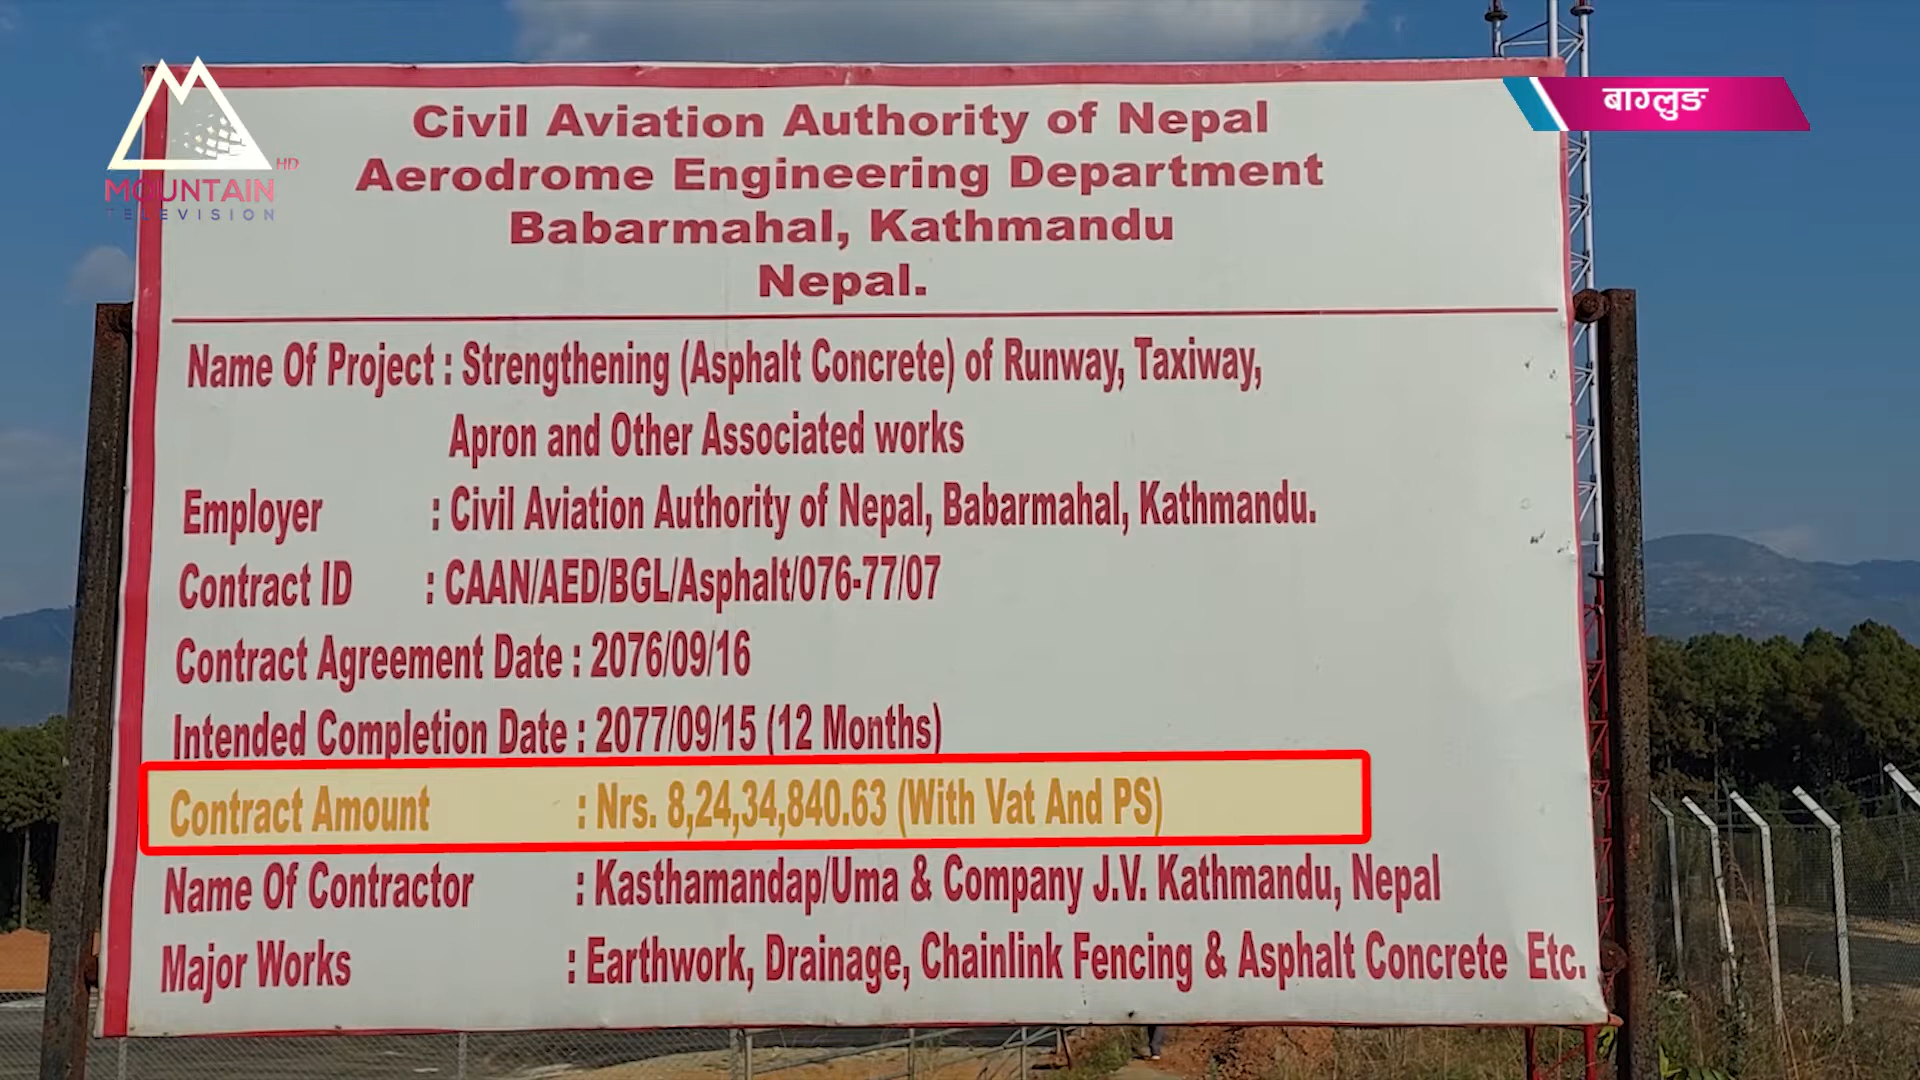 MOUNTAIN HD
TELEVISION
बागलुङ
Civil Aviation Authority of Nepal
Aerodrome Engineering Department
Babarmahal, Kathmandu
Nepal.
Name Of Project : Strengthening (Asphalt Concrete) of Runway, Taxiway,
Apron and Other Associated works
Employer : Civil Aviation Authority of Nepal, Babarmahal, Kathmandu.
Contract ID : CAAN/AED/BGL/Asphalt/076-77/07
Contract Agreement Date : 2076/09/16
Intended Completion Date : 2077/09/15 (12 Months)
Contract Amount : Nrs. 8,24,34,840.63 (With Vat And PS)
Name Of Contractor : Kasthamandap/Uma & Company J.V. Kathmandu, Nepal
Major Works : Earthwork, Drainage, Chainlink Fencing & Asphalt Concrete Etc.